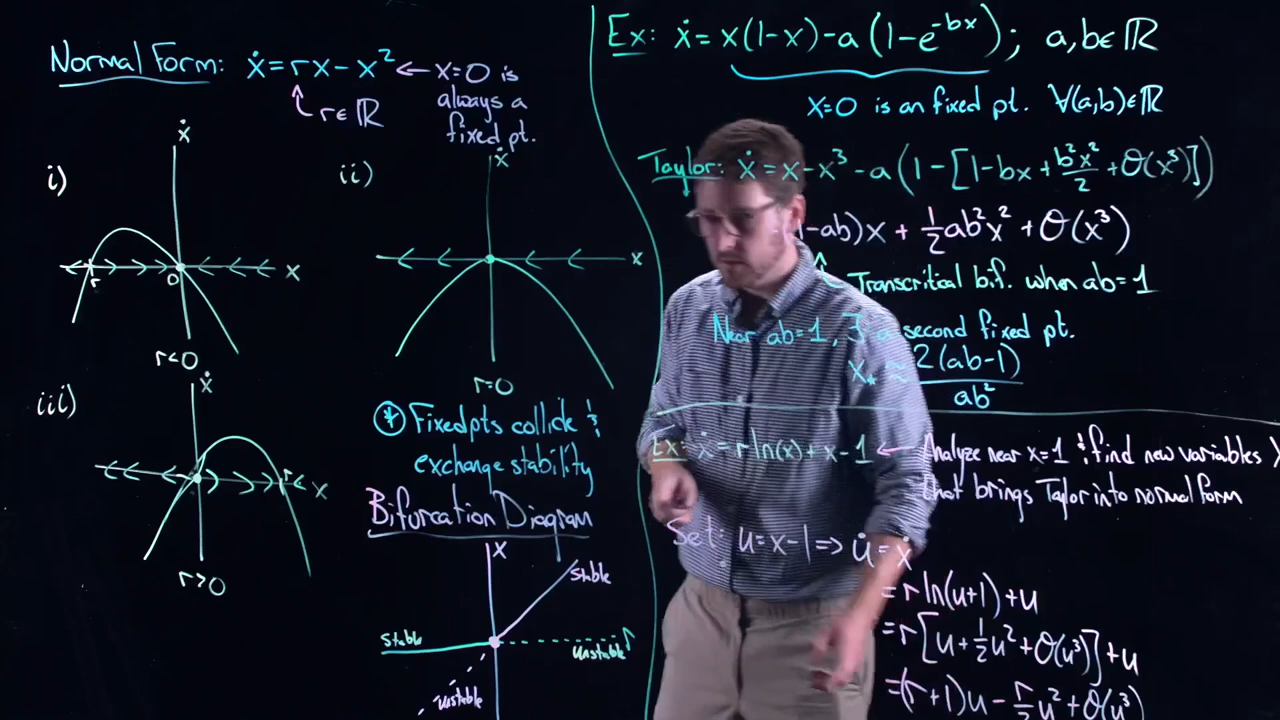 Normal Form: ẋ = rx − x² ← x=0 is
always a
fixed pt.
↑ r∈ℝ
i)
ẋ
x
r
0
r<0
ii)
ẋ
x
r=0
iii)
ẋ
x
r
r>0
⊛ Fixed pts collide &
exchange stability
Bifurcation Diagram
x
r
stable
stable
unstable
unstable
Ex: ẋ = x(1−x) − a(1−e^{−bx}); a,b∈ℝ
x=0 is an fixed pt. ∀(a,b)∈ℝ
Taylor: ẋ = x − x³ − a(1 − [1 − bx + b²x²/2 + O(x³)])
−ab)x + ½ab²x² + O(x³)
Transcritical bif. when ab=1
Near ab=1, ∃ a second fixed pt.
x* ≈ 2(ab−1)/ab²
Ex: ẋ = r ln(x) + x − 1 ← Analyze near x=1 & find new variables
that brings Taylor into normal form
Set: u = x−1 ⇒ u̇ = ẋ
= r ln(u+1) + u
= r[u + ½u² + O(u³)] + u
= (r+1)u − r/2 u² + O(u³)